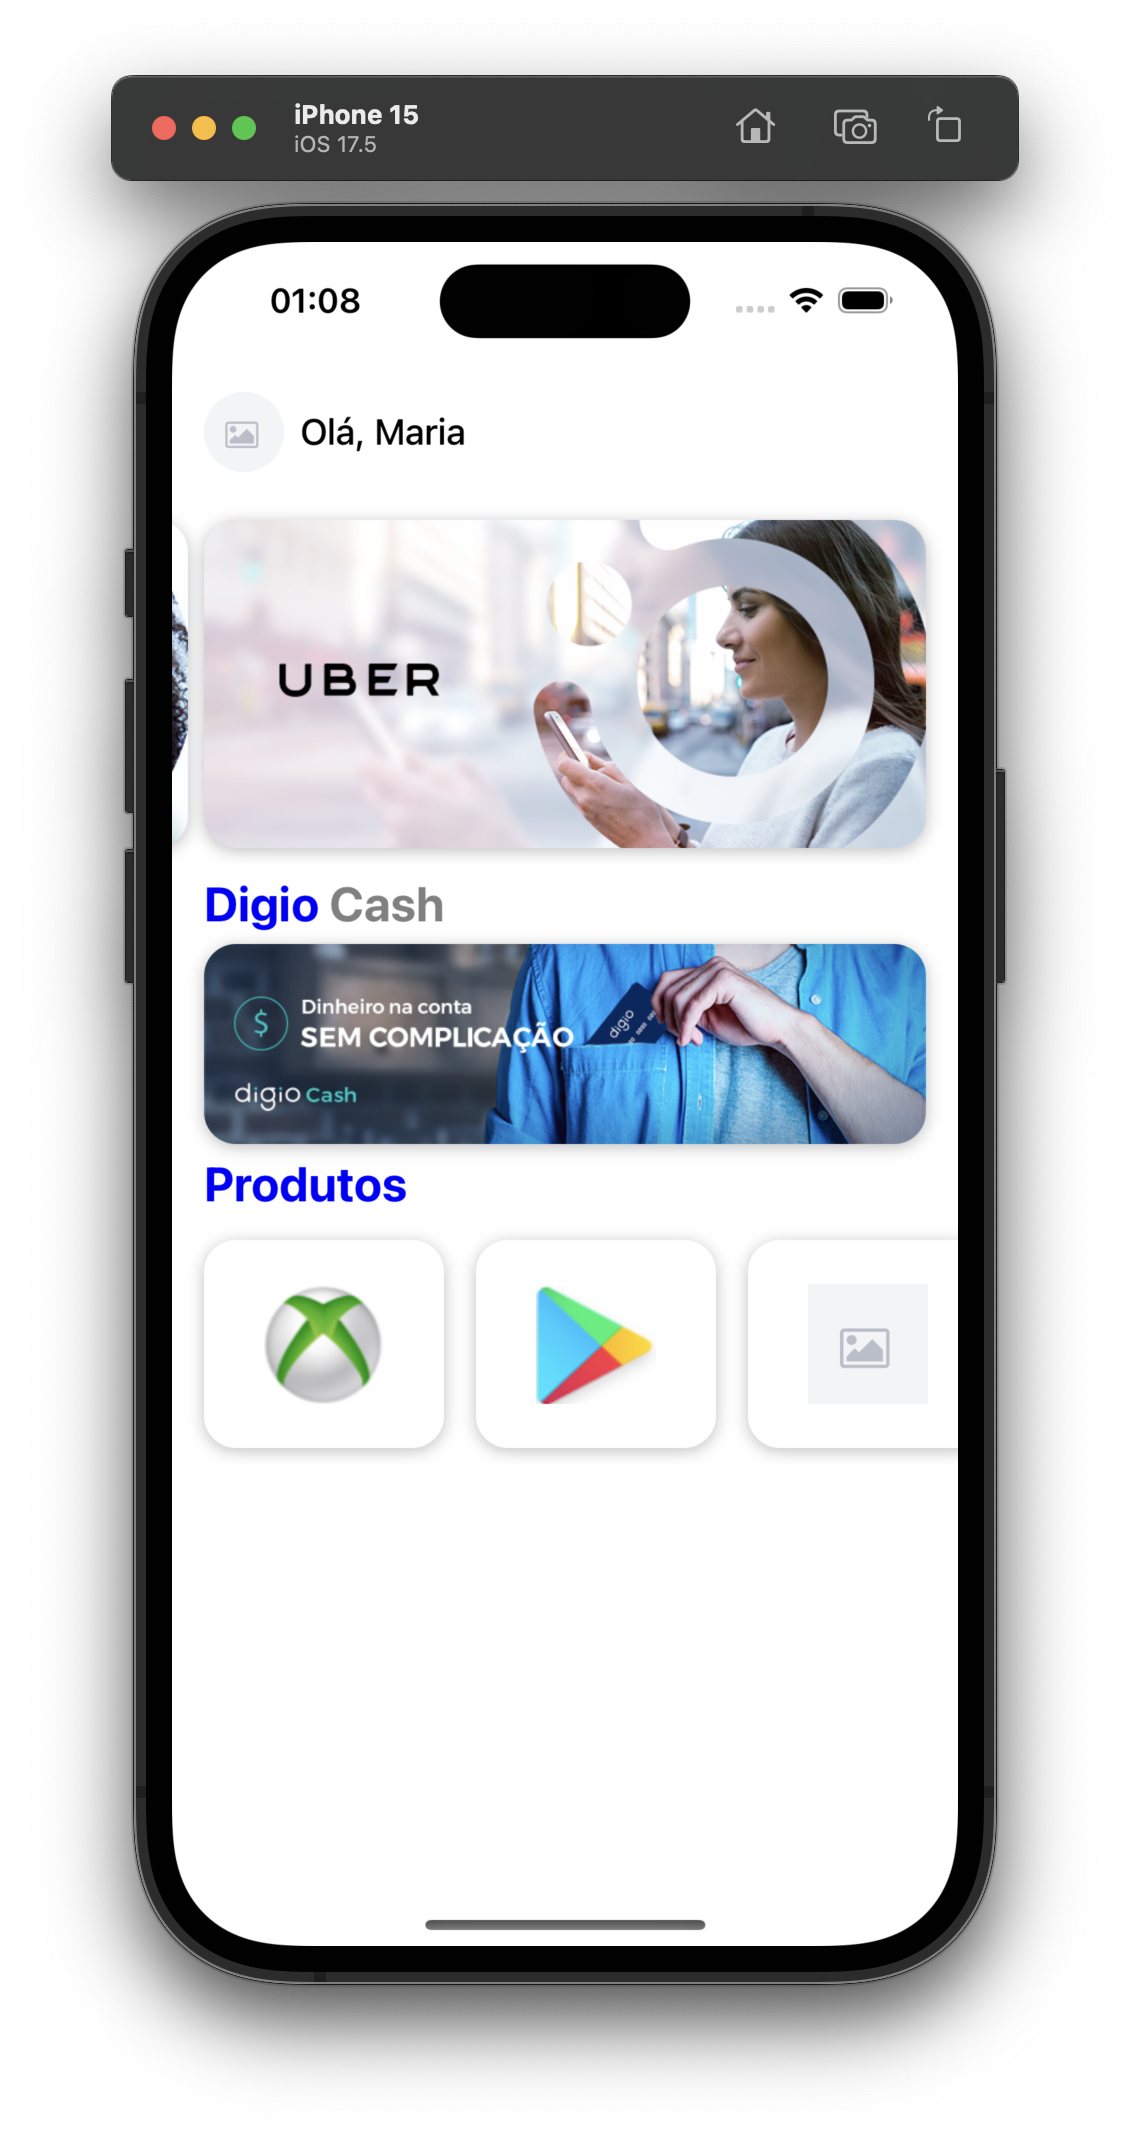 iPhone 15
iOS 17.5
01:08
Olá, Maria
UBER
Digio Cash
Dinheiro na conta
$ SEM COMPLICAÇÃO
digio
digio Cash
Produtos